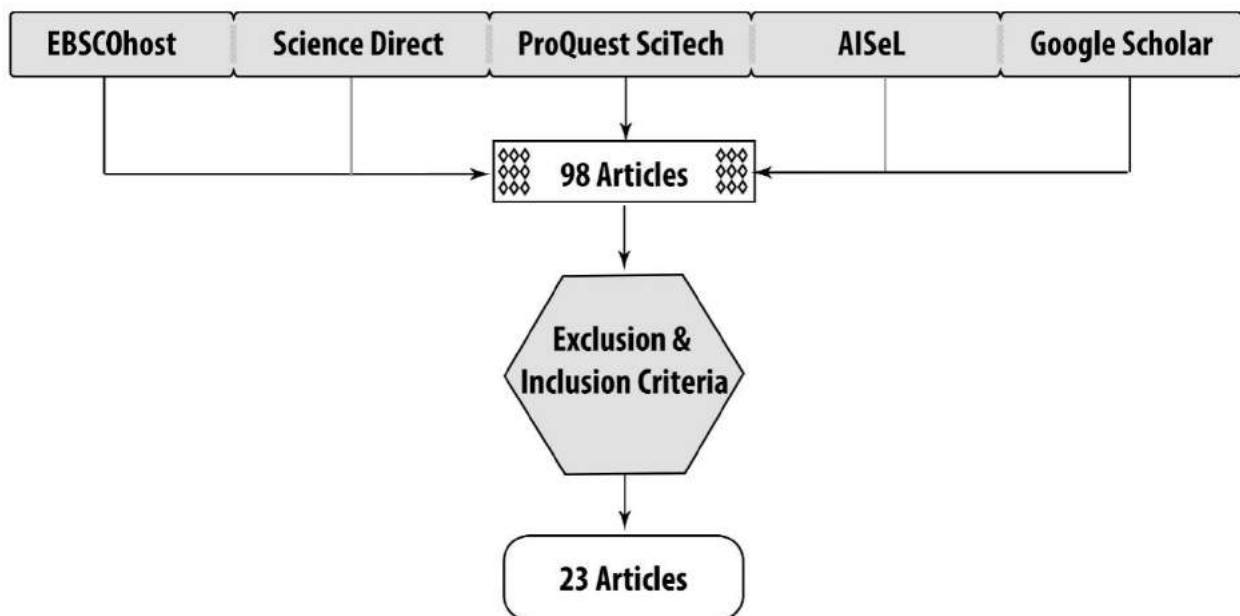 EBSCOhost
Science Direct
ProQuest SciTech
AISeL
Google Scholar
98 Articles
Exclusion &
Inclusion Criteria
23 Articles